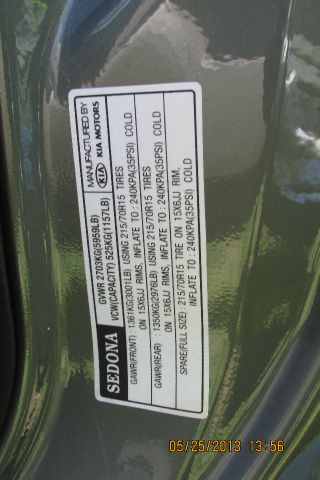 SEDONA
GVWR 2703KG(5959LB)
VCW(CAPACITY) 525KG(1157LB)
MANUFACTURED BY
KIA KIA MOTORS
GAWR(FRONT) : 1361KG(3001LB) USING 215/70R15 TIRES
ON 15X6JJ RIMS, INFLATE TO : 240KPA(35PSI) COLD
GAWR(REAR) : 1350KG(2976LB) USING 215/70R15 TIRES
ON 15X6JJ RIMS, INFLATE TO : 240KPA(35PSI) COLD
SPARE(FULL SIZE) : 215/70R15 TIRE ON 15X6JJ RIM.
INFLATE TO : 240KPA(35PSI) COLD
05/25/2013 13:56